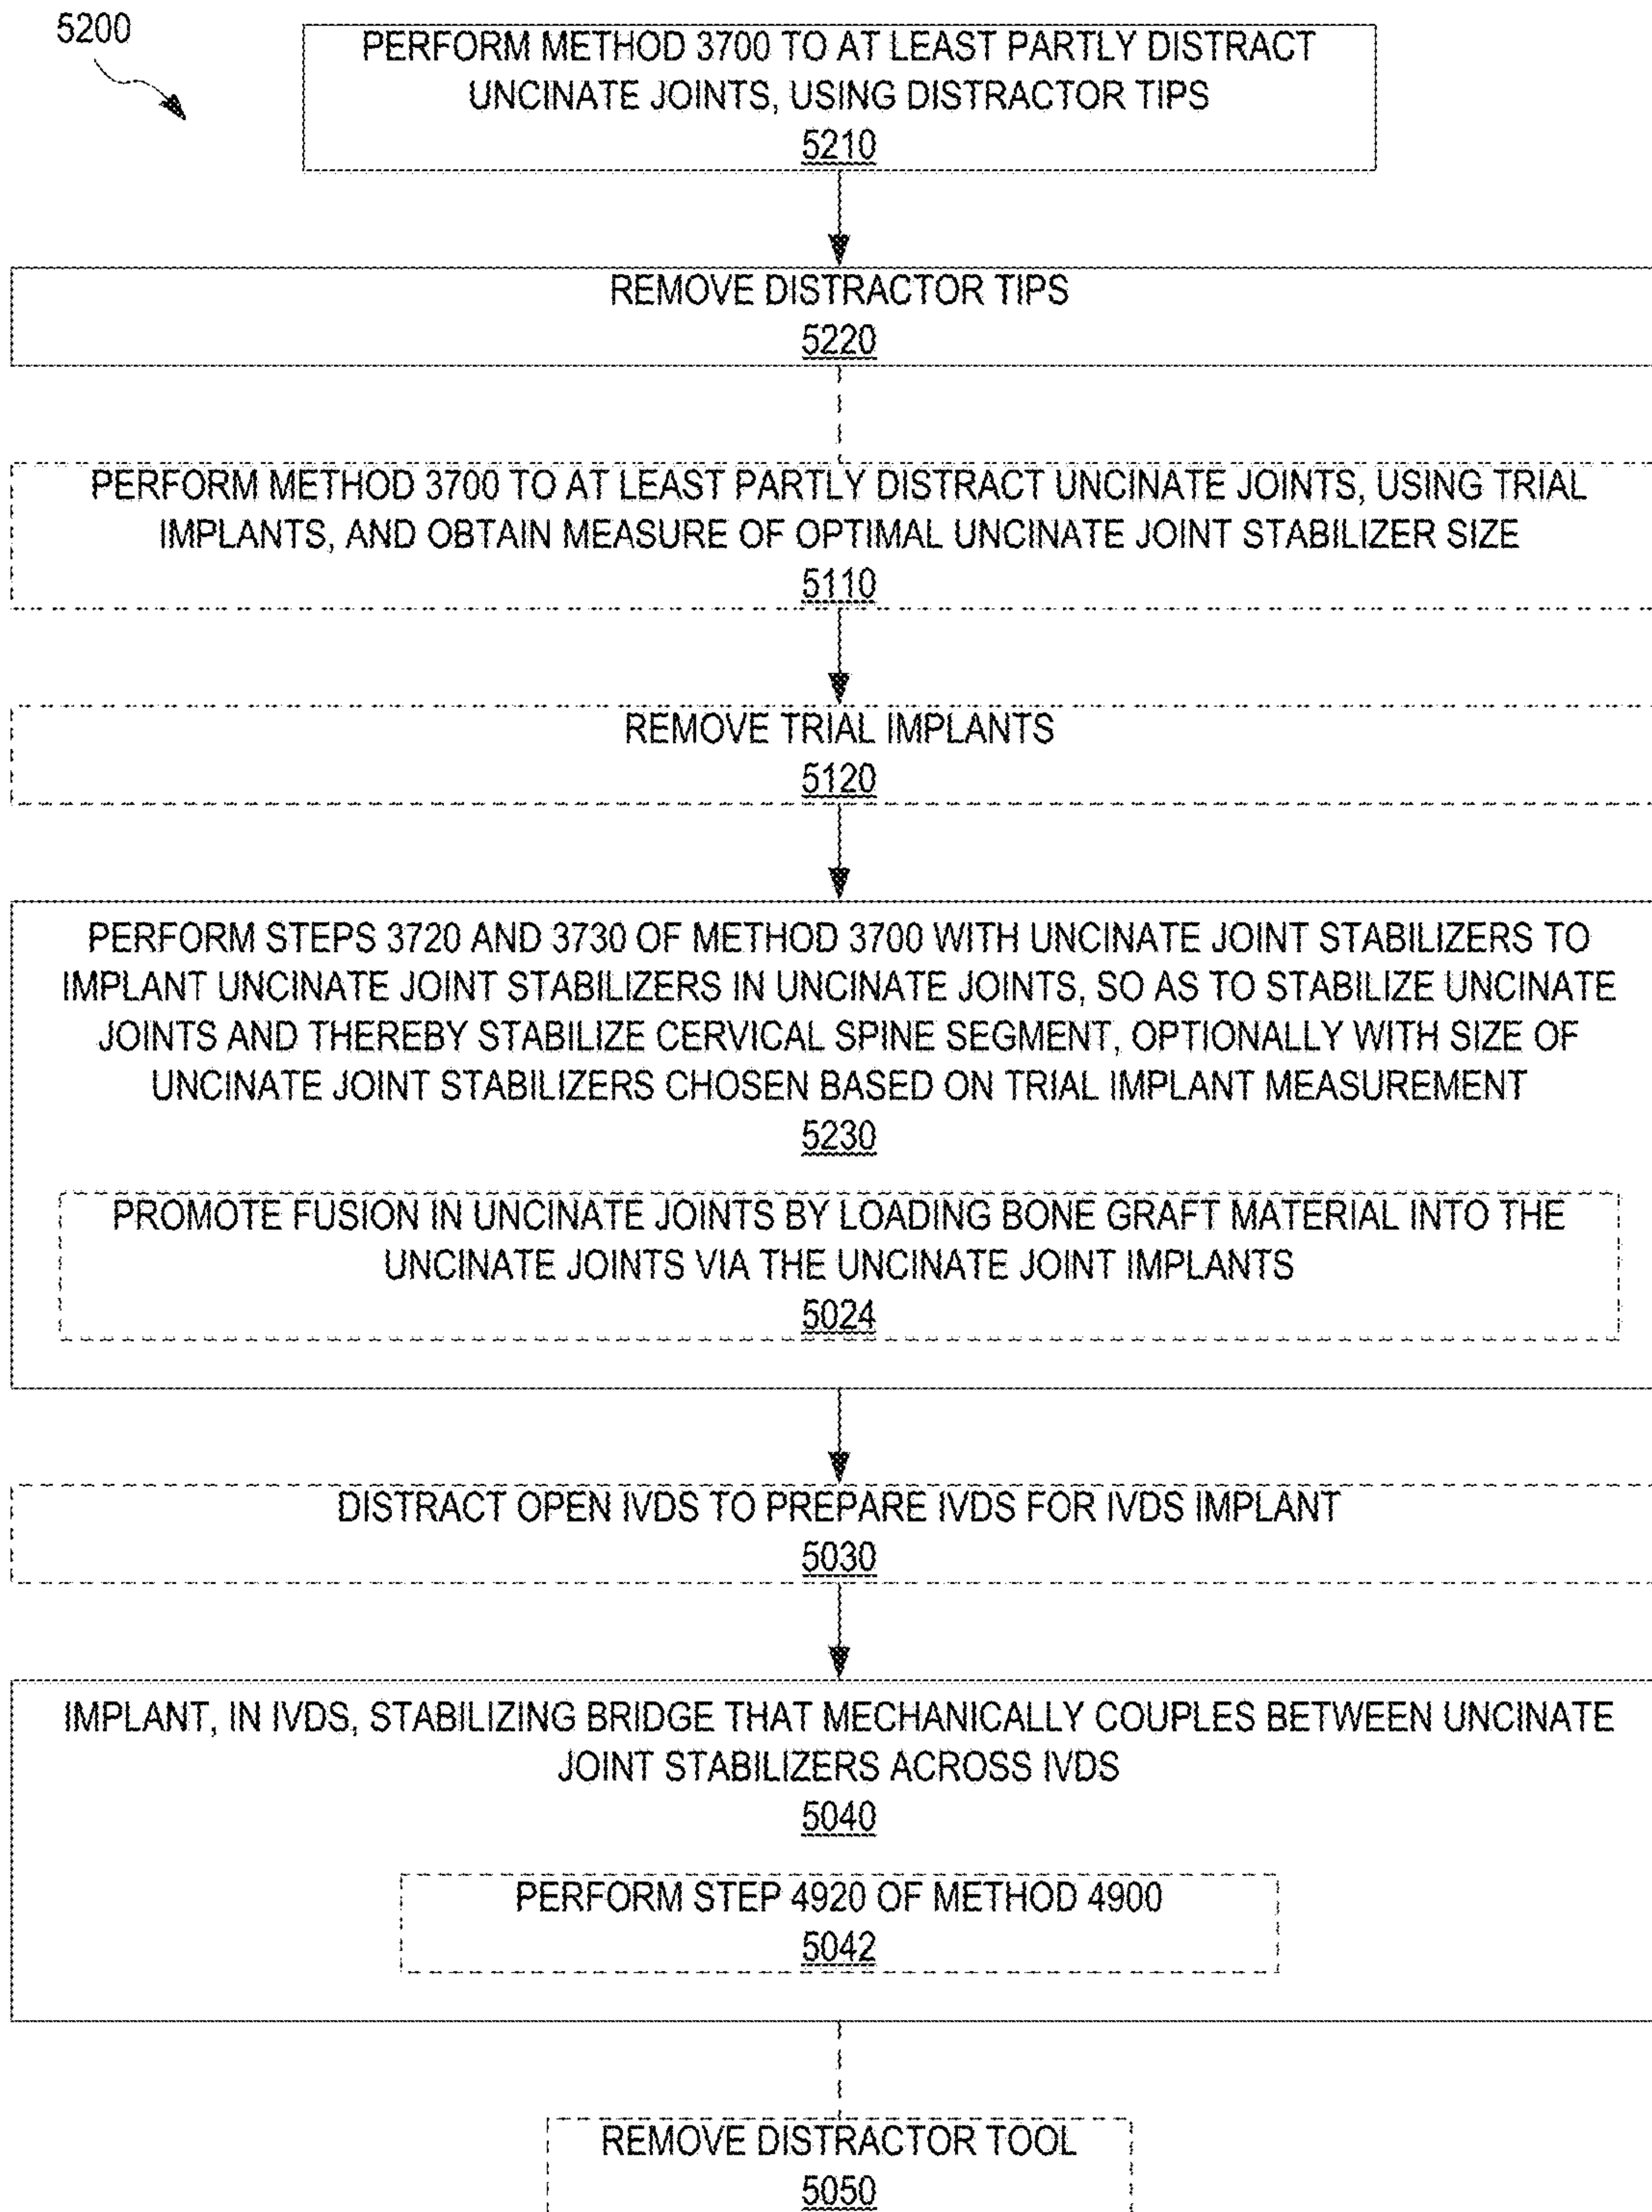 5200
PERFORM METHOD 3700 TO AT LEAST PARTLY DISTRACT
UNCINATE JOINTS, USING DISTRACTOR TIPS
5210
REMOVE DISTRACTOR TIPS
5220
PERFORM METHOD 3700 TO AT LEAST PARTLY DISTRACT UNCINATE JOINTS, USING TRIAL
IMPLANTS, AND OBTAIN MEASURE OF OPTIMAL UNCINATE JOINT STABILIZER SIZE
5110
REMOVE TRIAL IMPLANTS
5120
PERFORM STEPS 3720 AND 3730 OF METHOD 3700 WITH UNCINATE JOINT STABILIZERS TO
IMPLANT UNCINATE JOINT STABILIZERS IN UNCINATE JOINTS, SO AS TO STABILIZE UNCINATE
JOINTS AND THEREBY STABILIZE CERVICAL SPINE SEGMENT, OPTIONALLY WITH SIZE OF
UNCINATE JOINT STABILIZERS CHOSEN BASED ON TRIAL IMPLANT MEASUREMENT
5230
PROMOTE FUSION IN UNCINATE JOINTS BY LOADING BONE GRAFT MATERIAL INTO THE
UNCINATE JOINTS VIA THE UNCINATE JOINT IMPLANTS
5024
DISTRACT OPEN IVDS TO PREPARE IVDS FOR IVDS IMPLANT
5030
IMPLANT, IN IVDS, STABILIZING BRIDGE THAT MECHANICALLY COUPLES BETWEEN UNCINATE
JOINT STABILIZERS ACROSS IVDS
5040
PERFORM STEP 4920 OF METHOD 4900
5042
REMOVE DISTRACTOR TOOL
5050